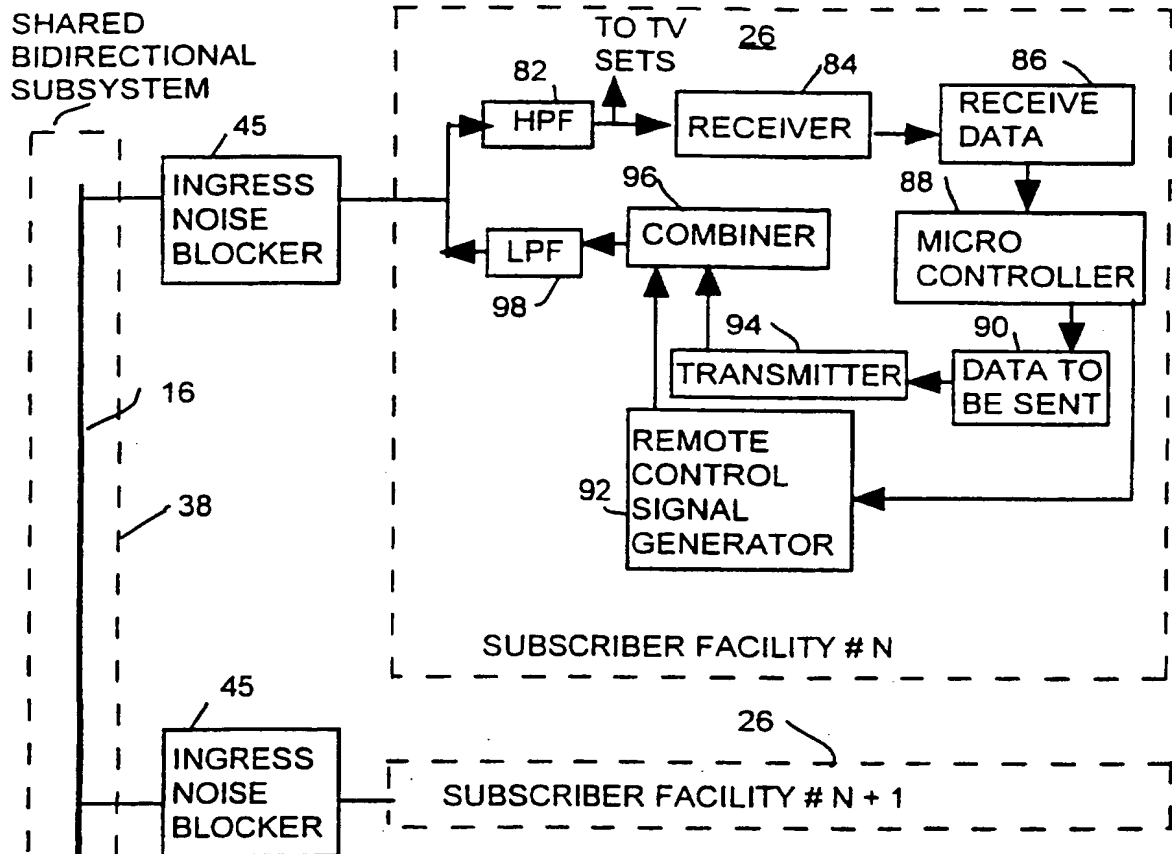 SHARED
BIDIRECTIONAL
SUBSYSTEM
45
INGRESS
NOISE
BLOCKER
TO TV
SETS
26
82
HPF
84
RECEIVER
86
RECEIVE
DATA
88
MICRO
CONTROLLER
96
COMBINER
LPF
98
94
TRANSMITTER
90
DATA TO
BE SENT
92
REMOTE
CONTROL
SIGNAL
GENERATOR
16
38
SUBSCRIBER FACILITY # N
45
INGRESS
NOISE
BLOCKER
26
SUBSCRIBER FACILITY # N + 1